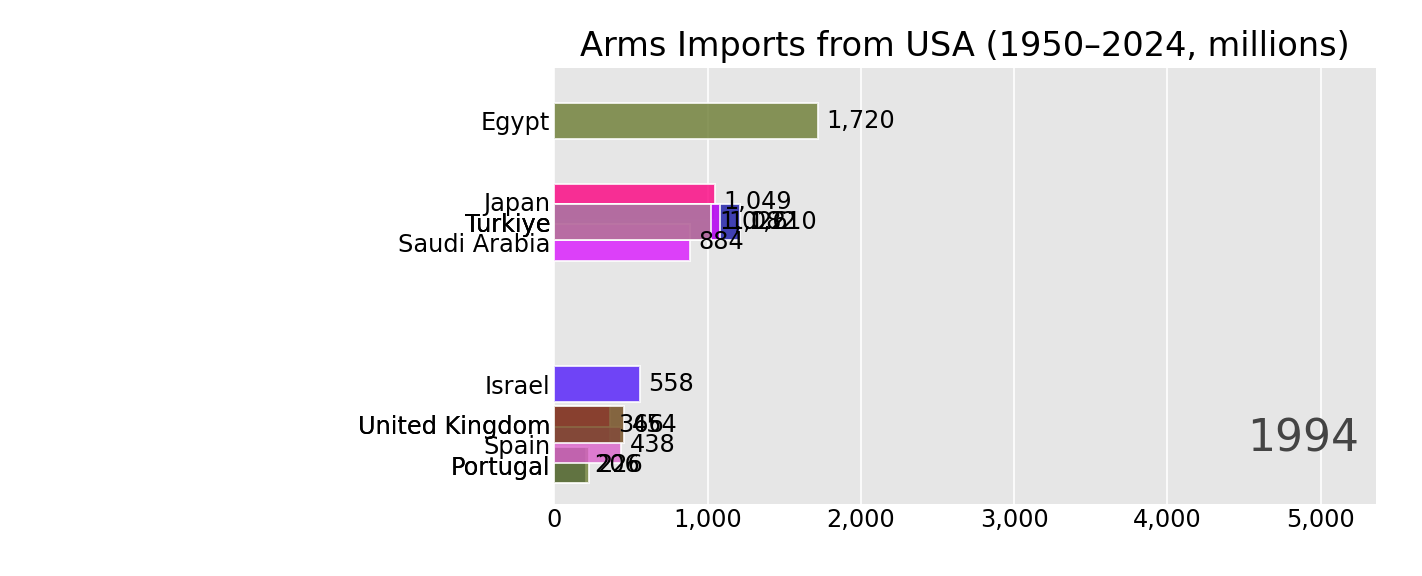 Arms Imports from USA (1950–2024, millions)
Egypt
1,720
Japan
1,049
Türkiye
Saudi Arabia
884
Israel
558
United Kingdom
Spain
438
Portugal
1994
0 1,000 2,000 3,000 4,000 5,000